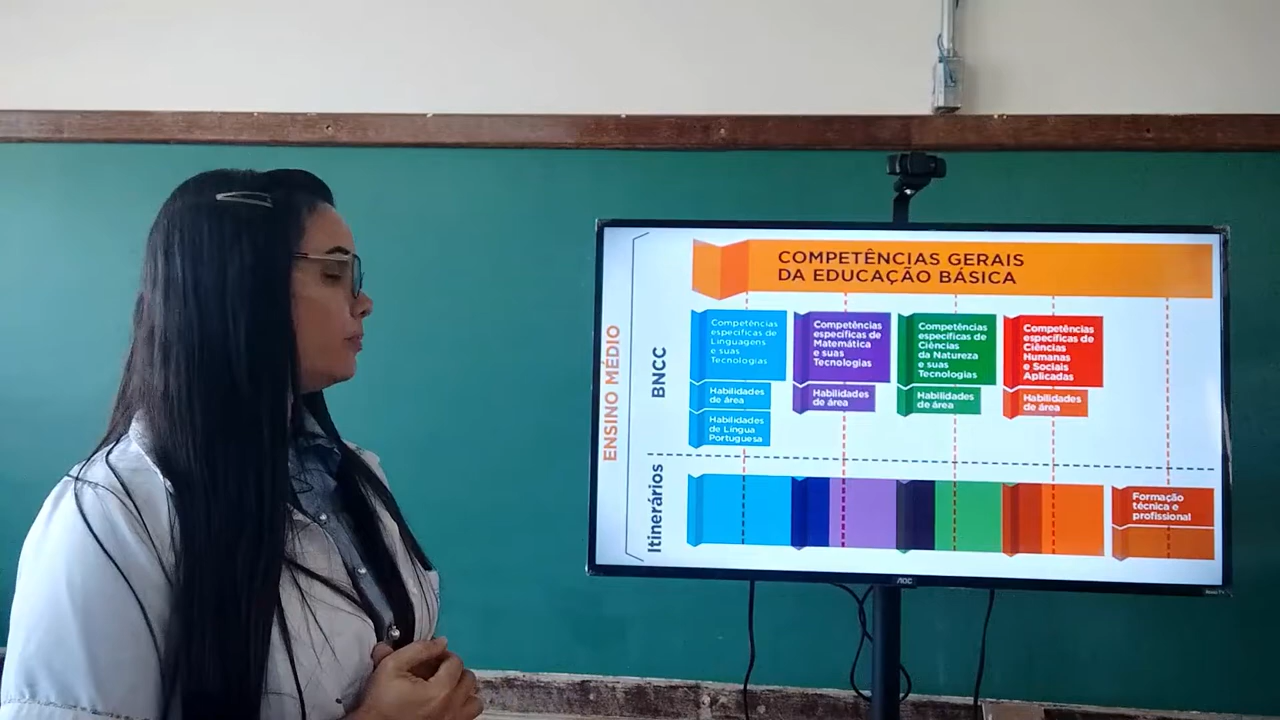 COMPETÊNCIAS GERAIS
DA EDUCAÇÃO BÁSICA
ENSINO MÉDIO
BNCC
Competências
específicas de
Linguagens
e suas
Tecnologias
Habilidades
de área
Habilidades
de Língua
Portuguesa
Competências
específicas de
Matemática
e suas
Tecnologias
Habilidades
de área
Competências
específicas de
Ciências
da Natureza
e suas
Tecnologias
Habilidades
de área
Competências
específicas de
Ciências
Humanas
e Sociais
Aplicadas
Habilidades
de área
Itinerários
Formação
técnica e
profissional
AOC